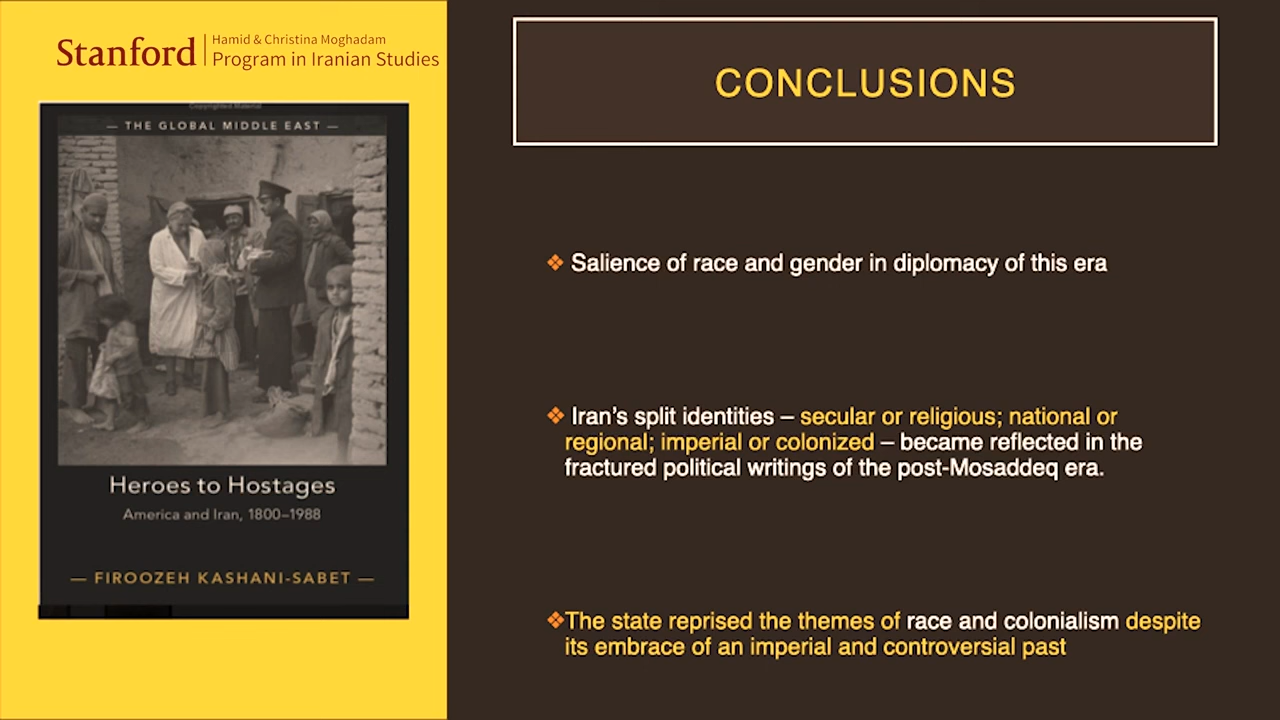 Stanford
Hamid & Christina Moghadam
Program in Iranian Studies
Copyrighted Material
— THE GLOBAL MIDDLE EAST —
Heroes to Hostages
America and Iran, 1800–1988
— FIROOZEH KASHANI-SABET —
CONCLUSIONS
❖ Salience of race and gender in diplomacy of this era
❖ Iran’s split identities – secular or religious; national or
regional; imperial or colonized – became reflected in the
fractured political writings of the post-Mosaddeq era.
❖The state reprised the themes of race and colonialism despite
its embrace of an imperial and controversial past